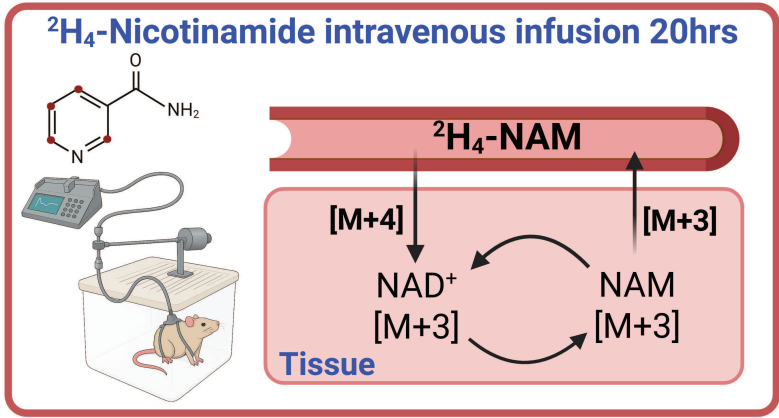 ²H₄-Nicotinamide intravenous infusion 20hrs
O
NH₂
N
²H₄-NAM
[M+4]
[M+3]
NAD⁺
[M+3]
NAM
[M+3]
Tissue